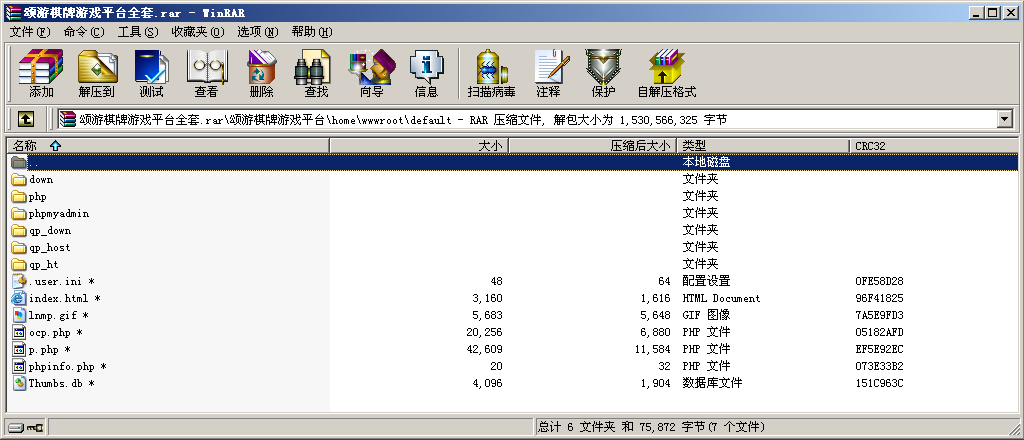 颂游棋牌游戏平台全套.rar - WinRAR
文件(F) 命令(C) 工具(S) 收藏夹(O) 选项(N) 帮助(H)
添加 解压到 测试 查看 删除 查找 向导 信息 扫描病毒 注释 保护 自解压格式
颂游棋牌游戏平台全套.rar\颂游棋牌游戏平台\home\wwwroot\default - RAR 压缩文件, 解包大小为 1,530,566,325 字节
名称 大小 压缩后大小 类型 CRC32
.. 本地磁盘
down 文件夹
php 文件夹
phpmyadmin 文件夹
qp_down 文件夹
qp_host 文件夹
qp_ht 文件夹
.user.ini * 48 64 配置设置 0FE58D28
index.html * 3,160 1,616 HTML Document 96F41825
lnmp.gif * 5,683 5,648 GIF 图像 7A5E9FD3
ocp.php * 20,256 6,880 PHP 文件 05182AFD
p.php * 42,609 11,584 PHP 文件 EF5E92EC
phpinfo.php * 20 32 PHP 文件 073E33B2
Thumbs.db * 4,096 1,904 数据库文件 151C963C
总计 6 文件夹 和 75,872 字节(7 个文件)